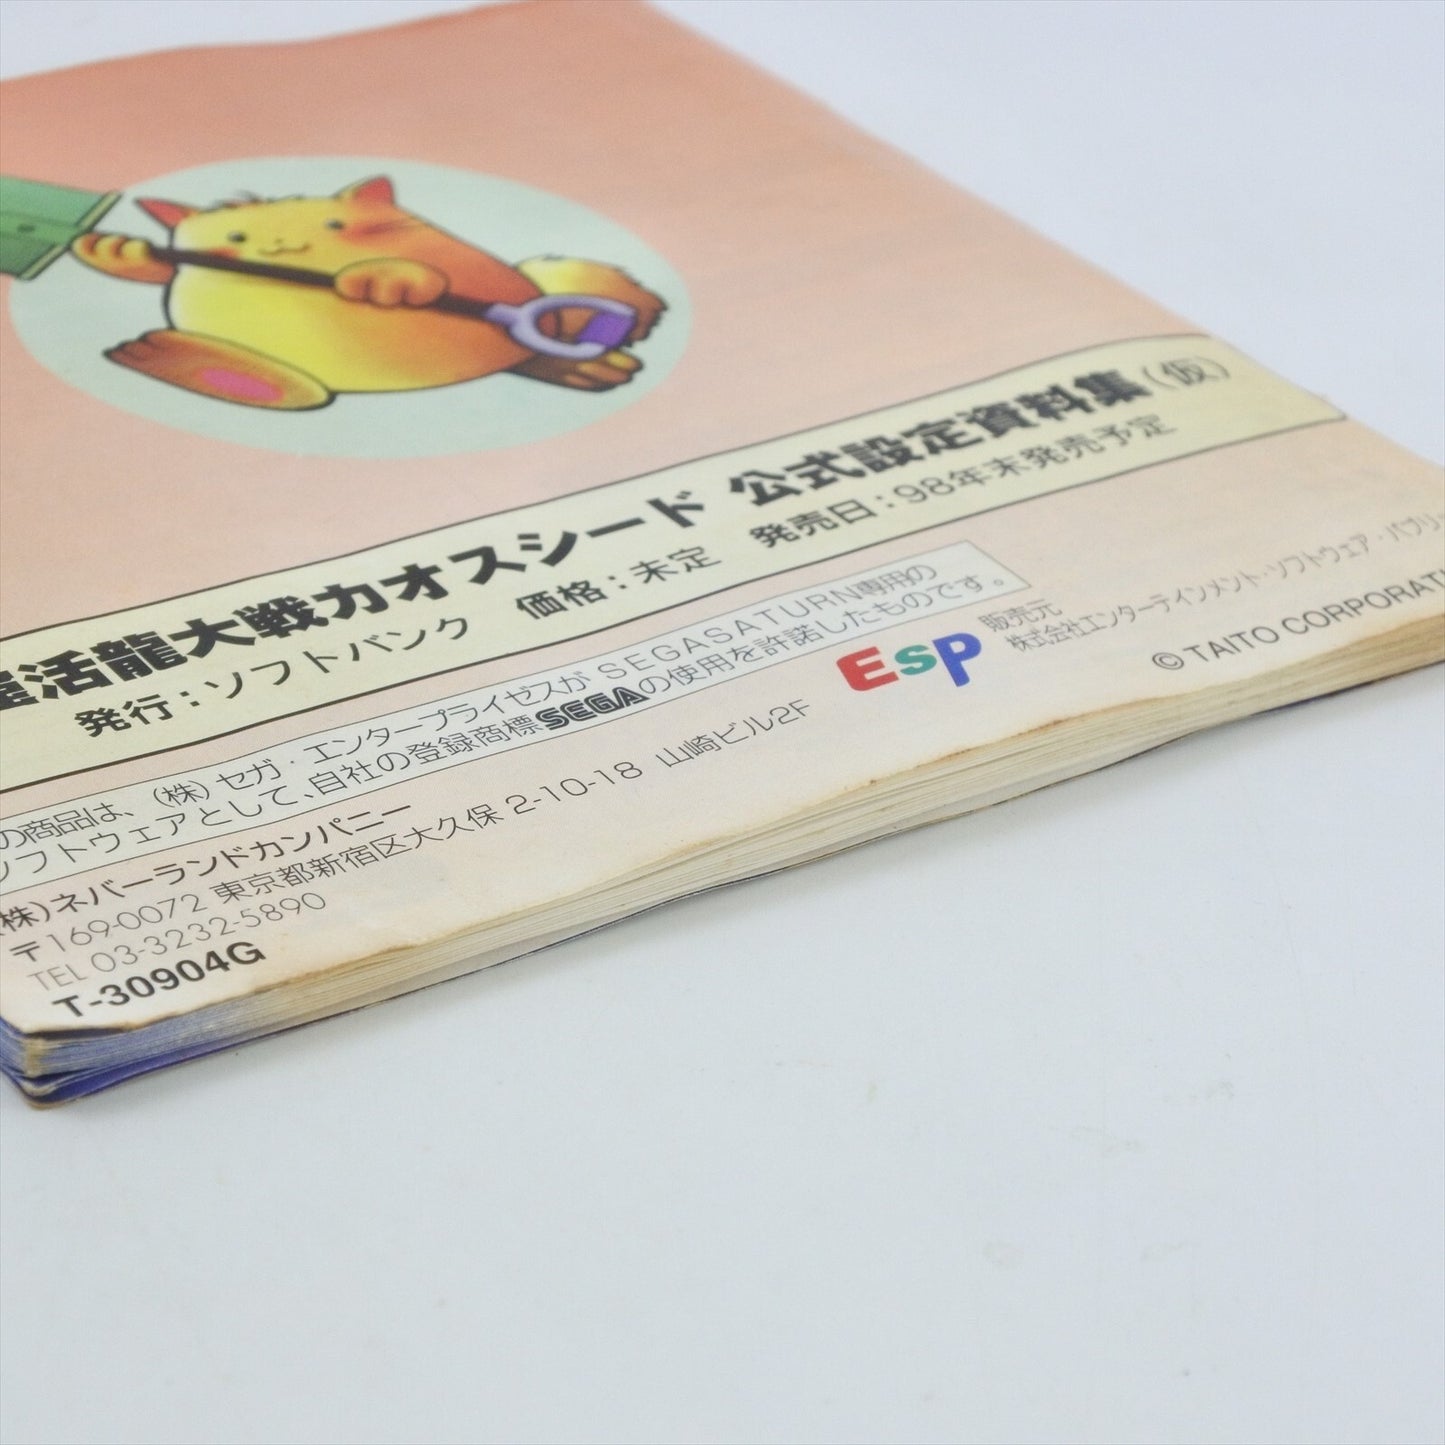 活龍大戦カオスシード 公式設定資料集(仮)
発行:ソフトバンク 価格:未定 発売日:98年末発売予定
の商品は、(株)セガ・エンタープライゼスが SEGASATURN専用の
ソフトウェアとして、自社の登録商標SEGAの使用を許諾したものです。
(株)ネバーランドカンパニー
〒169-0072 東京都新宿区大久保 2-10-18 山崎ビル2F
TEL 03-3232-5890
T-30904G
ESP
販売元
株式会社エンターテインメント・ソフトウェア・パブリ
© TAITO CORPORATI